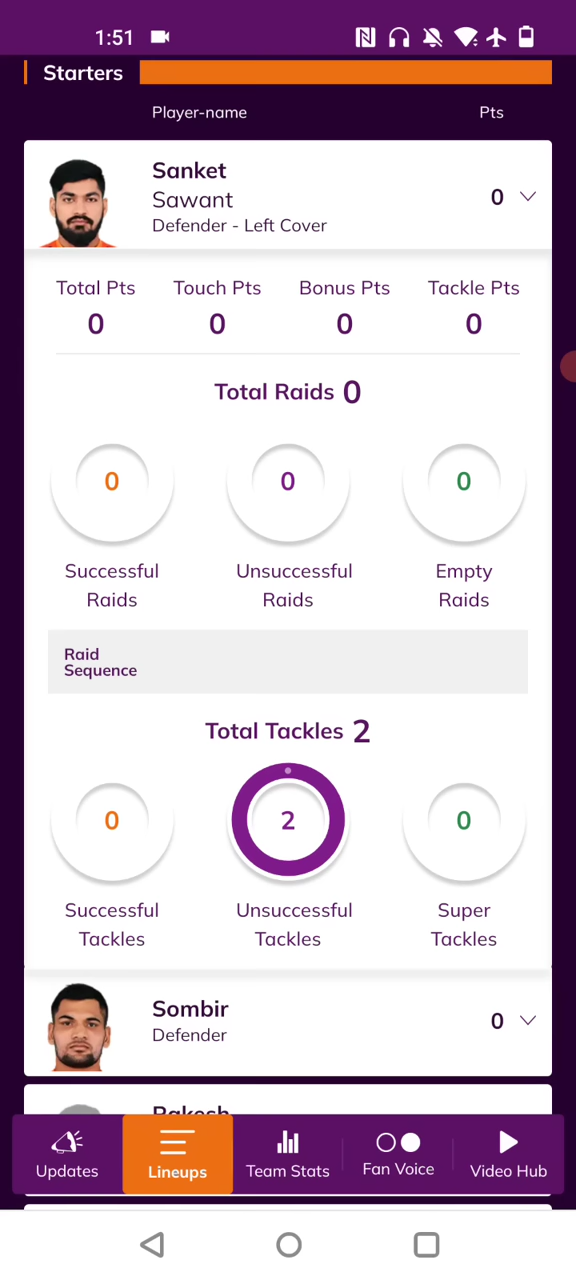 1:51
Starters
Player-name Pts
Sanket
Sawant
Defender - Left Cover
0
Total Pts Touch Pts Bonus Pts Tackle Pts
0 0 0 0
Total Raids 0
0 0 0
Successful Raids
Unsuccessful Raids
Empty Raids
Raid
Sequence
Total Tackles 2
0 2 0
Successful Tackles
Unsuccessful Tackles
Super Tackles
Sombir
Defender
0
Rakesh
Updates Lineups Team Stats Fan Voice Video Hub